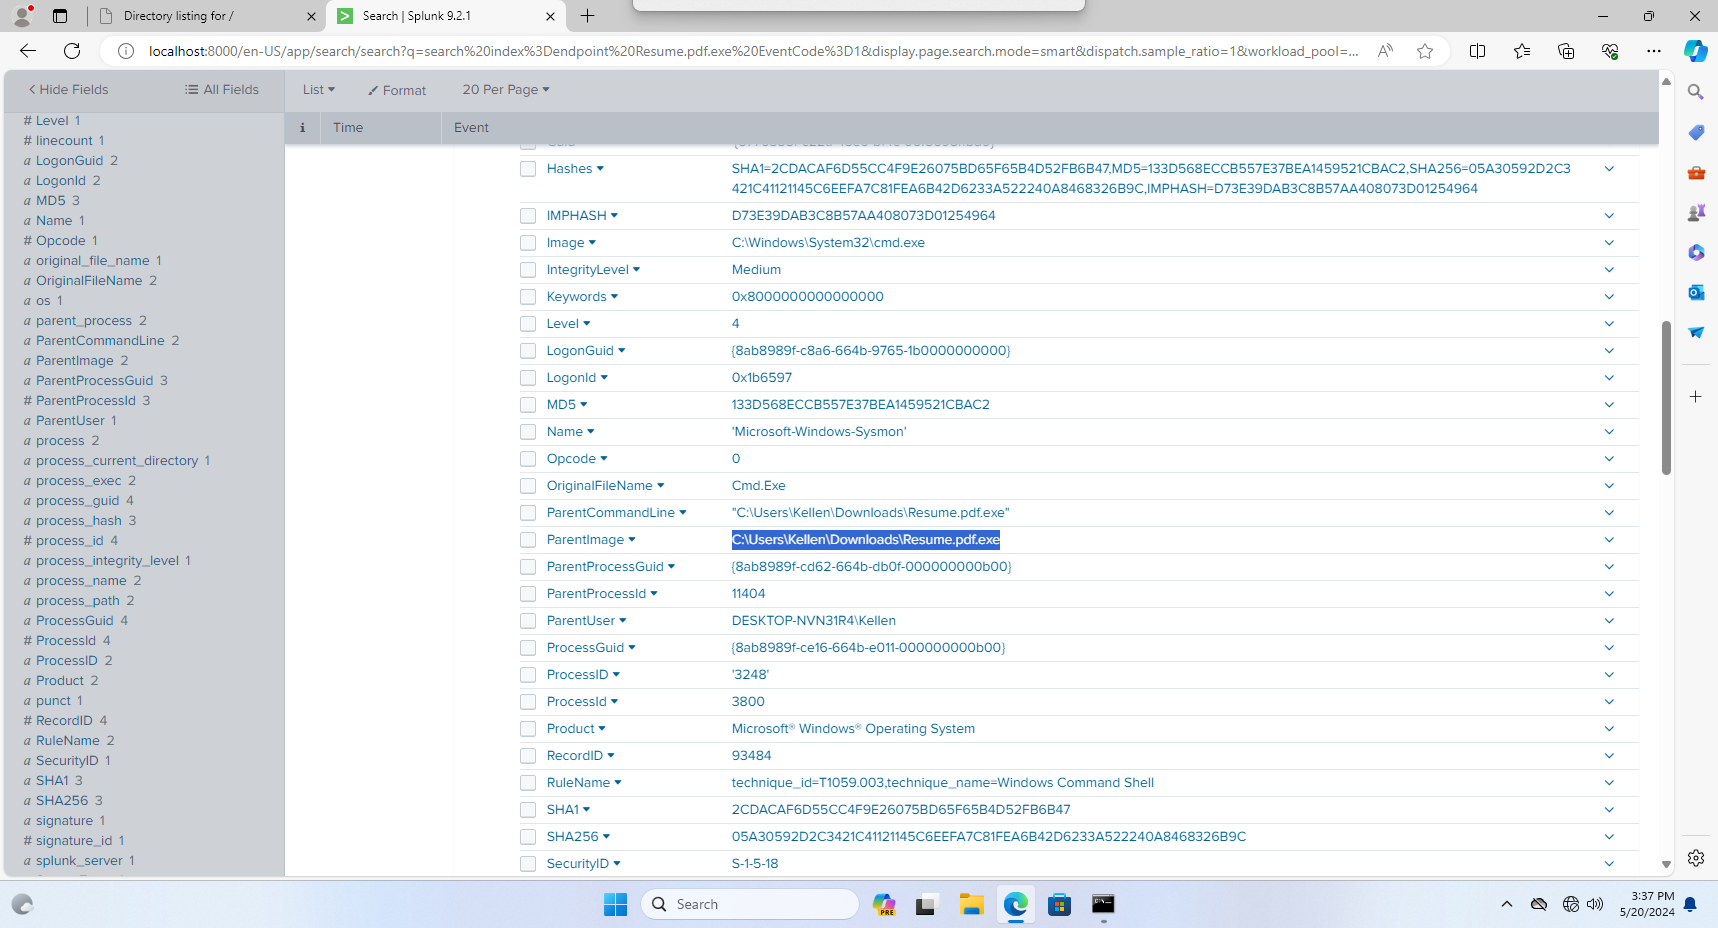 Directory listing for /
Search | Splunk 9.2.1
localhost:8000/en-US/app/search/search?q=search%20index%3Dendpoint%20Resume.pdf.exe%20EventCode%3D1&display.page.search.mode=smart&dispatch.sample_ratio=1&workload_pool=...
Hide Fields
All Fields
List
Format
20 Per Page
i
Time
Event
# Level 1
# linecount 1
a LogonGuid 2
a LogonId 2
a MD5 3
a Name 1
# Opcode 1
a original_file_name 1
a OriginalFileName 2
a os 1
a parent_process 2
a ParentCommandLine 2
a ParentImage 2
a ParentProcessGuid 3
# ParentProcessId 3
a ParentUser 1
a process 2
a process_current_directory 1
a process_exec 2
a process_guid 4
a process_hash 3
# process_id 4
a process_integrity_level 1
a process_name 2
a process_path 2
a ProcessGuid 4
# ProcessId 4
a ProcessID 2
a Product 2
a punct 1
# RecordID 4
a RuleName 2
a SecurityID 1
a SHA1 3
a SHA256 3
a signature 1
# signature_id 1
a splunk_server 1
Hashes SHA1=2CDACAF6D55CC4F9E26075BD65F65B4D52FB6B47,MD5=133D568ECCB557E37BEA1459521CBAC2,SHA256=05A30592D2C3
421C41121145C6EEFA7C81FEA6B42D6233A522240A8468326B9C,IMPHASH=D73E39DAB3C8B57AA408073D01254964
IMPHASH D73E39DAB3C8B57AA408073D01254964
Image C:\Windows\System32\cmd.exe
IntegrityLevel Medium
Keywords 0x8000000000000000
Level 4
LogonGuid {8ab8989f-c8a6-664b-9765-1b0000000000}
LogonId 0x1b6597
MD5 133D568ECCB557E37BEA1459521CBAC2
Name 'Microsoft-Windows-Sysmon'
Opcode 0
OriginalFileName Cmd.Exe
ParentCommandLine "C:\Users\Kellen\Downloads\Resume.pdf.exe"
ParentImage C:\Users\Kellen\Downloads\Resume.pdf.exe
ParentProcessGuid {8ab8989f-cd62-664b-db0f-000000000b00}
ParentProcessId 11404
ParentUser DESKTOP-NVN31R4\Kellen
ProcessGuid {8ab8989f-ce16-664b-e011-000000000b00}
ProcessID '3248'
ProcessId 3800
Product Microsoft® Windows® Operating System
RecordID 93484
RuleName technique_id=T1059.003,technique_name=Windows Command Shell
SHA1 2CDACAF6D55CC4F9E26075BD65F65B4D52FB6B47
SHA256 05A30592D2C3421C41121145C6EEFA7C81FEA6B42D6233A522240A8468326B9C
SecurityID S-1-5-18
Search
PRE
3:37 PM
5/20/2024